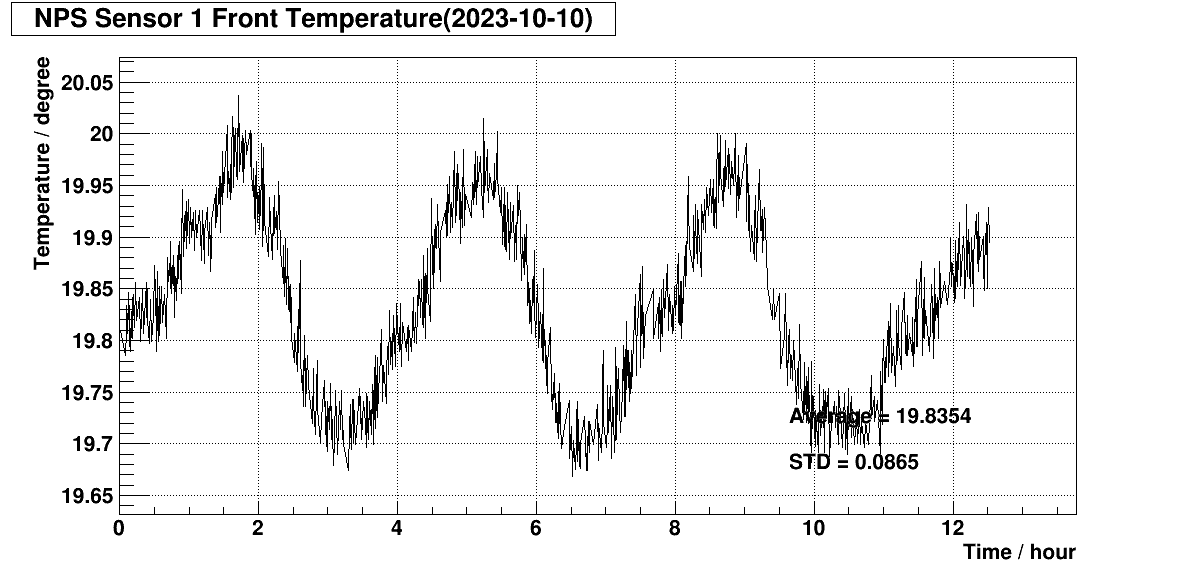 NPS Sensor 1 Front Temperature(2023-10-10)
Temperature / degree
20.05
20
19.95
19.9
19.85
19.8
19.75
19.7
19.65
Average = 19.8354
STD = 0.0865
0 2 4 6 8 10 12
Time / hour